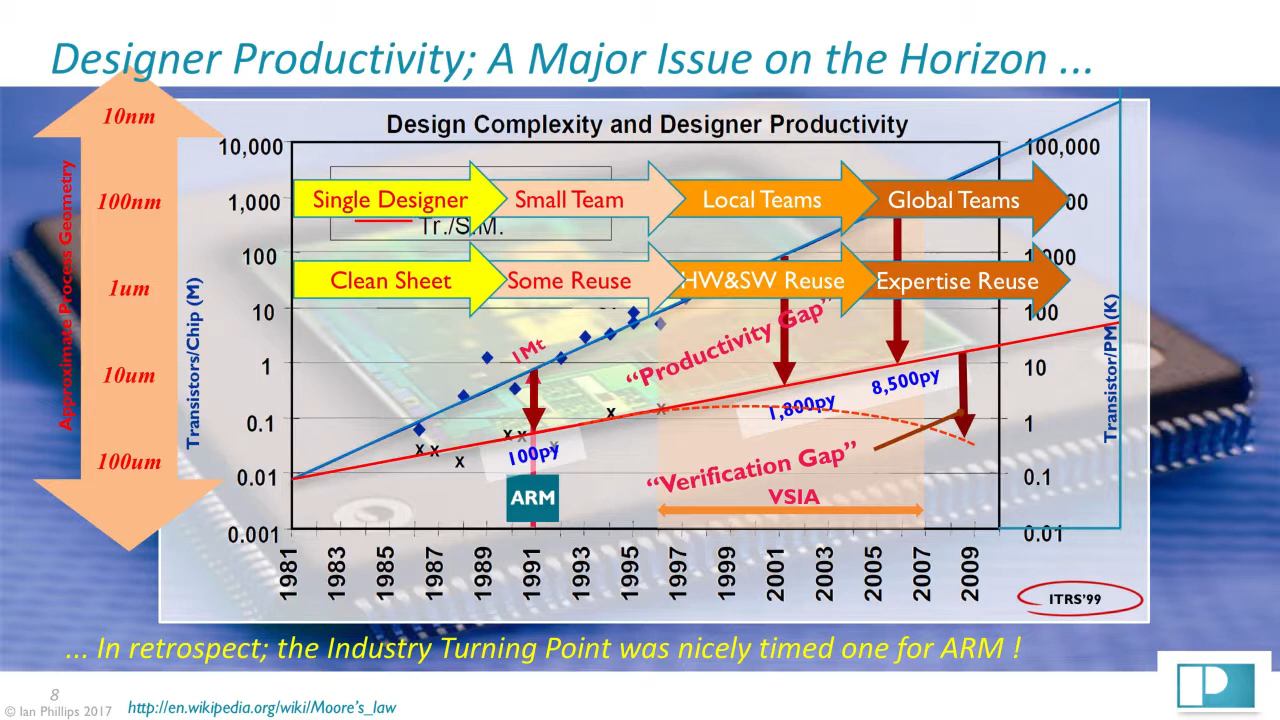 Designer Productivity; A Major Issue on the Horizon ...
10nm
100nm
1um
10um
100um
Approximate Process Geometry
Design Complexity and Designer Productivity
Transistors/Chip (M)
10,000
1,000
100
10
1
0.1
0.01
0.001
Single Designer
Small Team
Local Teams
Global Teams
Tr./S.M.
Clean Sheet
Some Reuse
HW&SW Reuse
Expertise Reuse
1Mt
"Productivity Gap"
100py
1,800py
8,500py
"Verification Gap"
ARM
VSIA
100,000
00
1,000
100
10
1
0.1
0.01
Transistor/PM (K)
1981
1983
1985
1987
1989
1991
1993
1995
1997
1999
2001
2003
2005
2007
2009
ITRS'99
... In retrospect; the Industry Turning Point was nicely timed one for ARM !
8
© Ian Phillips 2017
http://en.wikipedia.org/wiki/Moore's_law